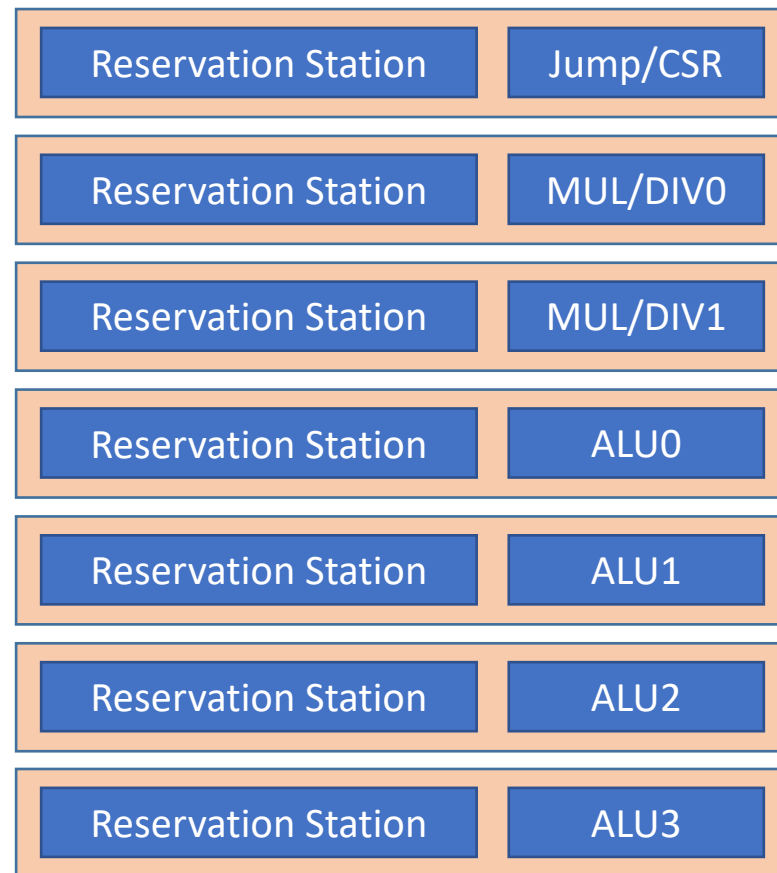 Reservation Station Jump/CSR
Reservation Station MUL/DIV0
Reservation Station MUL/DIV1
Reservation Station ALU0
Reservation Station ALU1
Reservation Station ALU2
Reservation Station ALU3